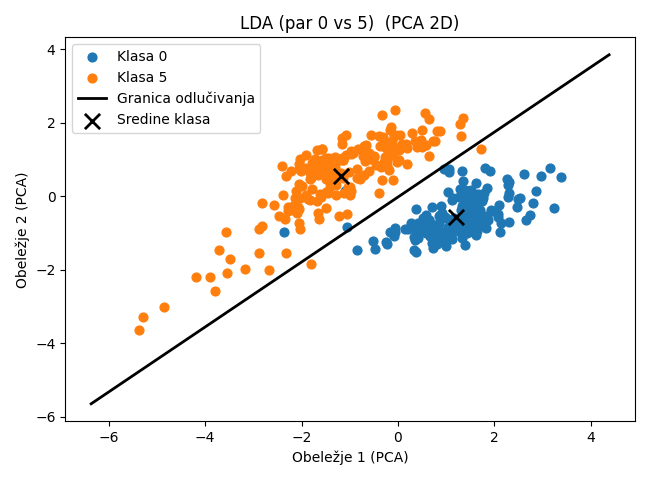 LDA (par 0 vs 5)  (PCA 2D)
Klasa 0
Klasa 5
Granica odlučivanja
Sredine klasa
Obeležje 2 (PCA)
4
2
0
−2
−4
−6
−6
−4
−2
0
2
4
Obeležje 1 (PCA)